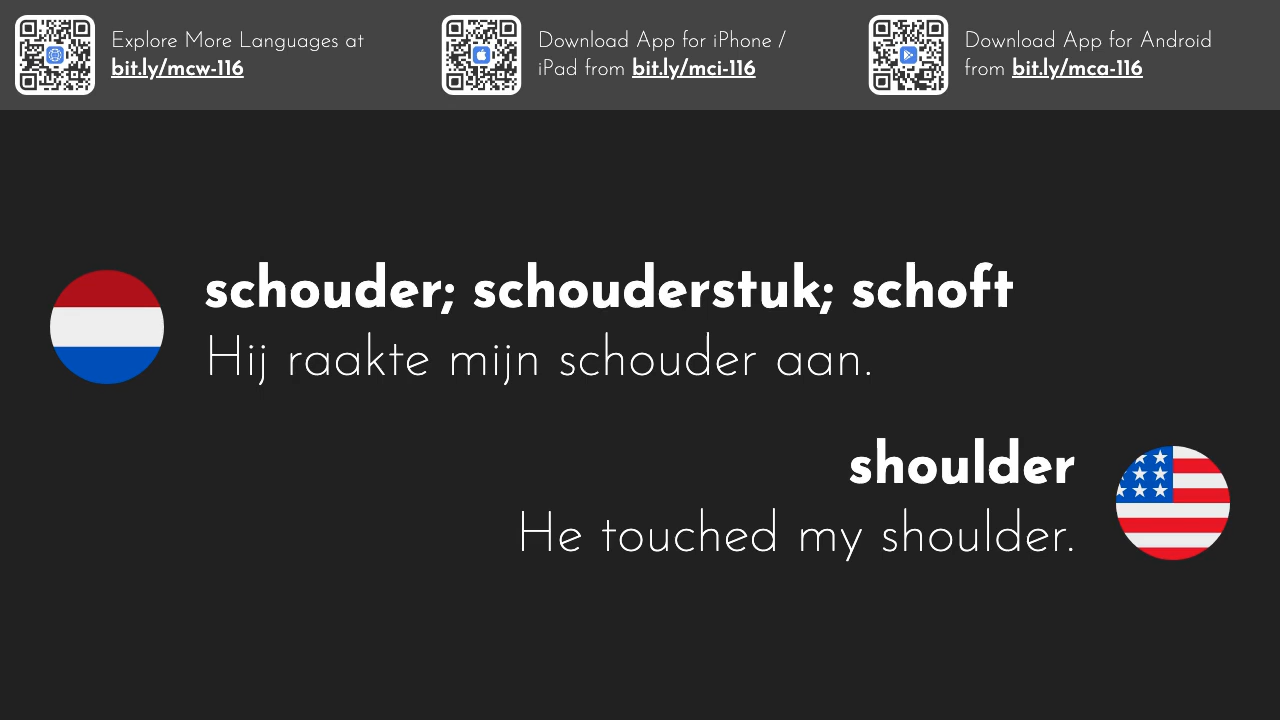 Explore More Languages at
bit.ly/mcw-116
Download App for iPhone /
iPad from bit.ly/mci-116
Download App for Android
from bit.ly/mca-116
schouder; schouderstuk; schoft
Hij raakte mijn schouder aan.
shoulder
He touched my shoulder.